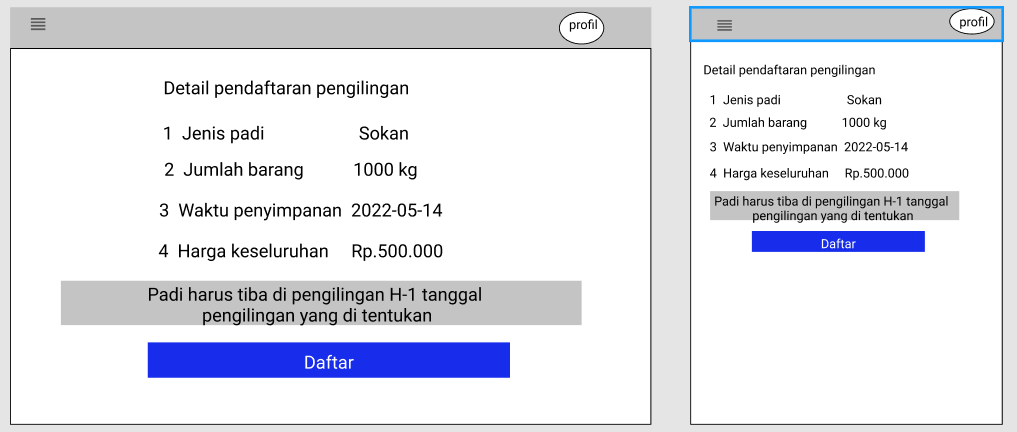 profil
Detail pendaftaran pengilingan
1 Jenis padi Sokan
2 Jumlah barang 1000 kg
3 Waktu penyimpanan 2022-05-14
4 Harga keseluruhan Rp.500.000
Padi harus tiba di pengilingan H-1 tanggal
pengilingan yang di tentukan
Daftar
profil
Detail pendaftaran pengilingan
1 Jenis padi Sokan
2 Jumlah barang 1000 kg
3 Waktu penyimpanan 2022-05-14
4 Harga keseluruhan Rp.500.000
Padi harus tiba di pengilingan H-1 tanggal
pengilingan yang di tentukan
Daftar